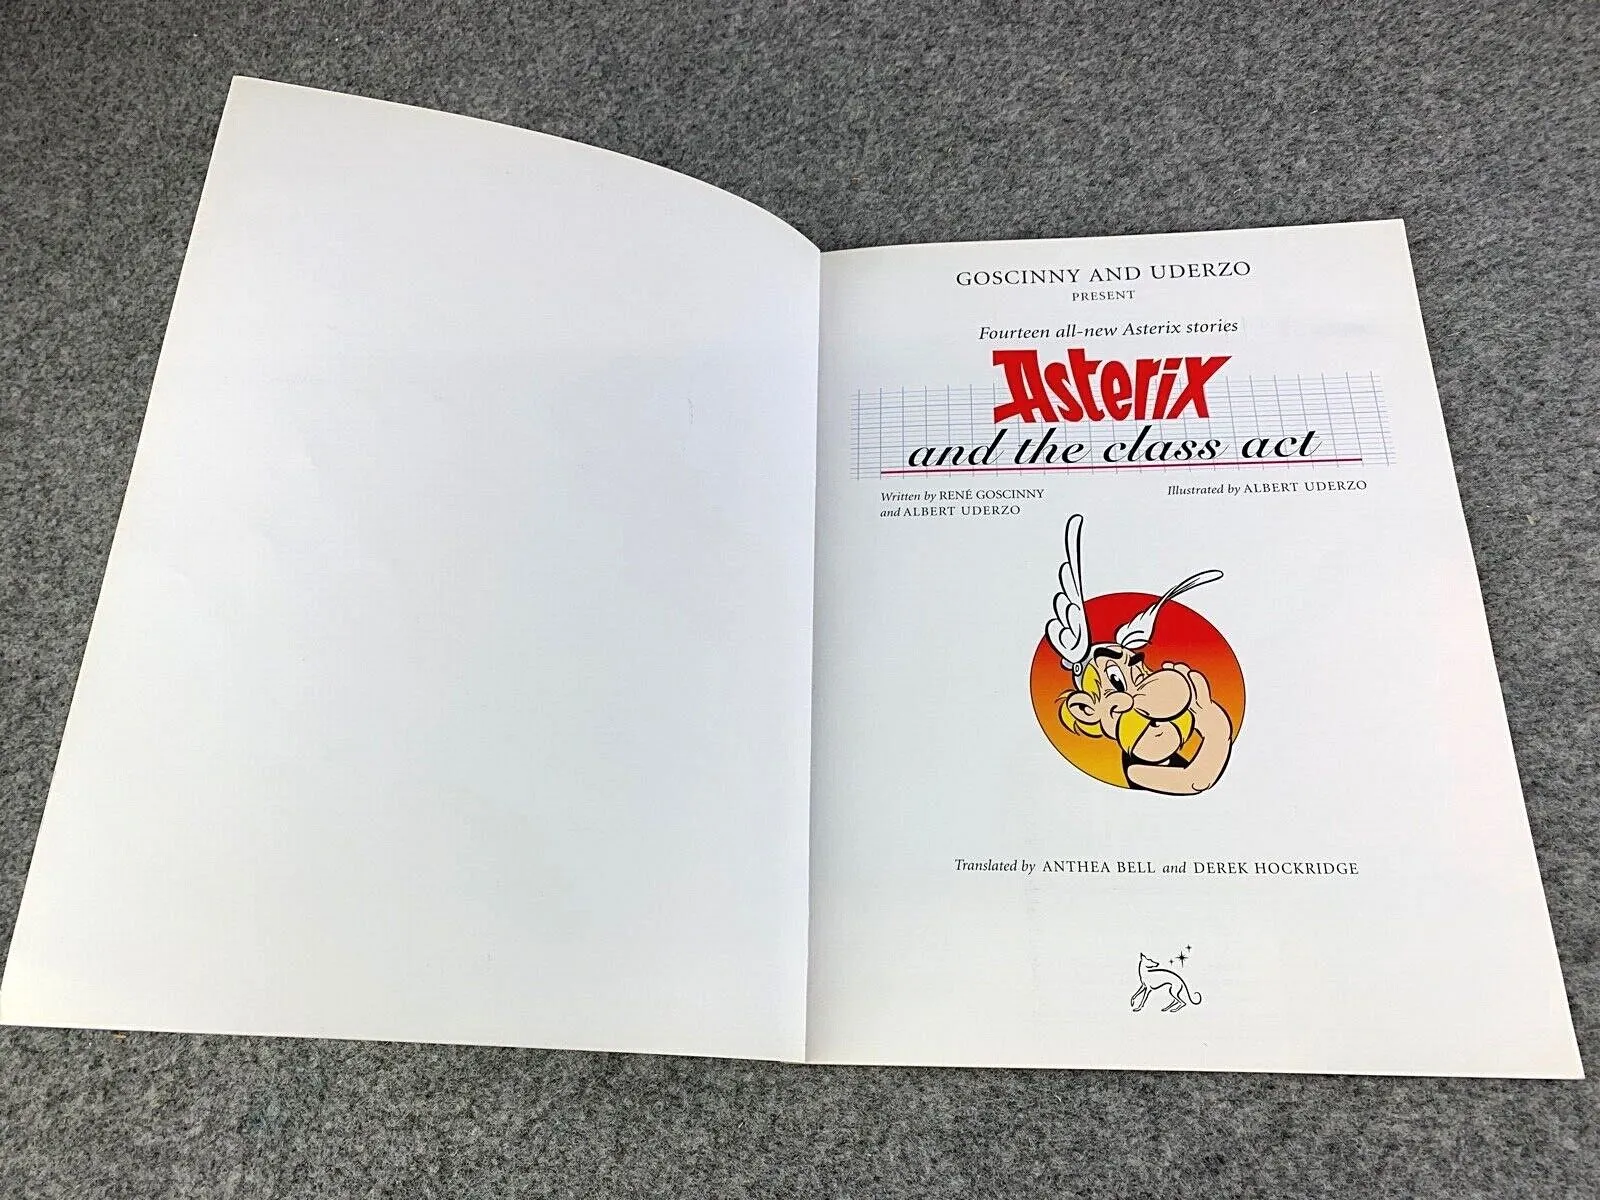 GOSCINNY AND UDERZO
PRESENT
Fourteen all-new Asterix stories
Asterix
and the class act
Written by RENÉ GOSCINNY
and ALBERT UDERZO
Illustrated by ALBERT UDERZO
Translated by ANTHEA BELL and DEREK HOCKRIDGE